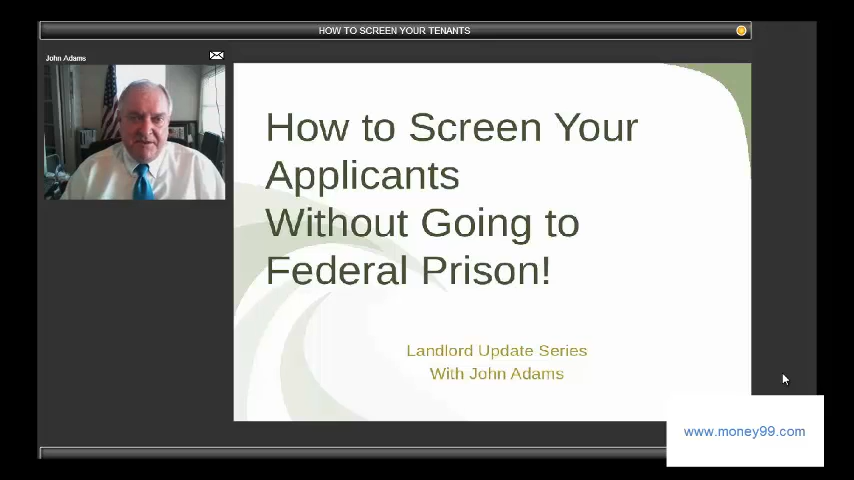 HOW TO SCREEN YOUR TENANTS
John Adams
How to Screen Your
Applicants
Without Going to
Federal Prison!
Landlord Update Series
With John Adams
www.money99.com